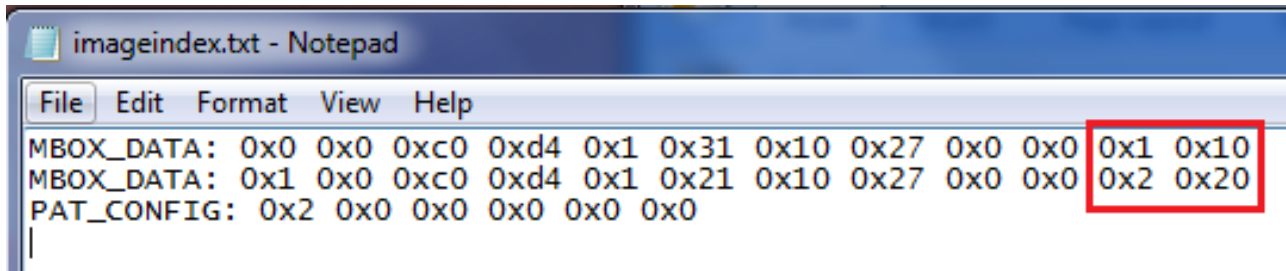 imageindex.txt - Notepad
File Edit Format View Help
MBOX_DATA: 0x0 0x0 0xc0 0xd4 0x1 0x31 0x10 0x27 0x0 0x0 0x1 0x10
MBOX_DATA: 0x1 0x0 0xc0 0xd4 0x1 0x21 0x10 0x27 0x0 0x0 0x2 0x20
PAT_CONFIG: 0x2 0x0 0x0 0x0 0x0 0x0